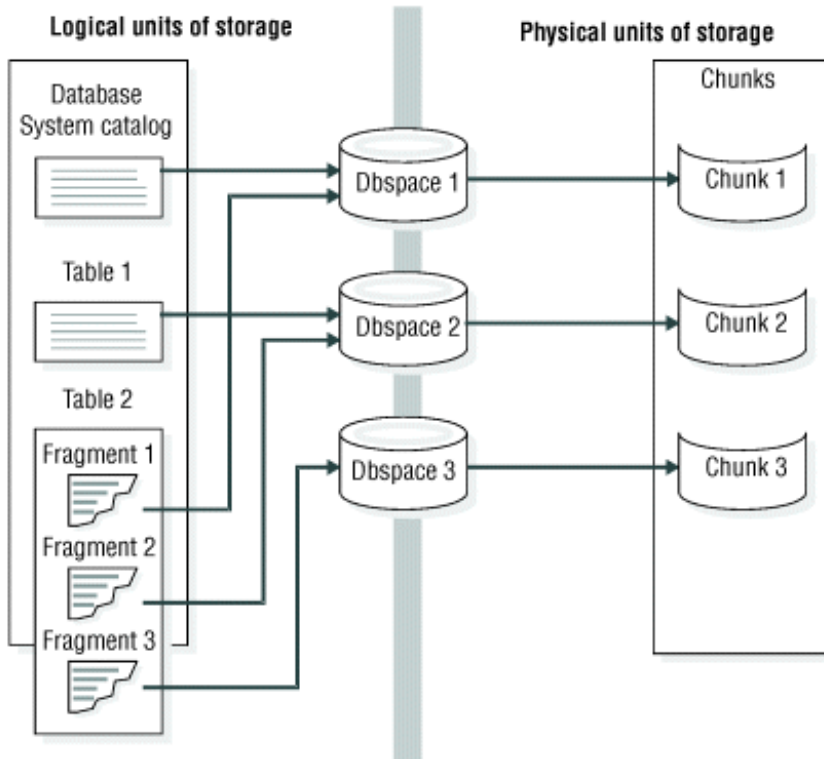 Logical units of storage
Physical units of storage
Database
System catalog
Table 1
Table 2
Fragment 1
Fragment 2
Fragment 3
Dbspace 1
Dbspace 2
Dbspace 3
Chunks
Chunk 1
Chunk 2
Chunk 3